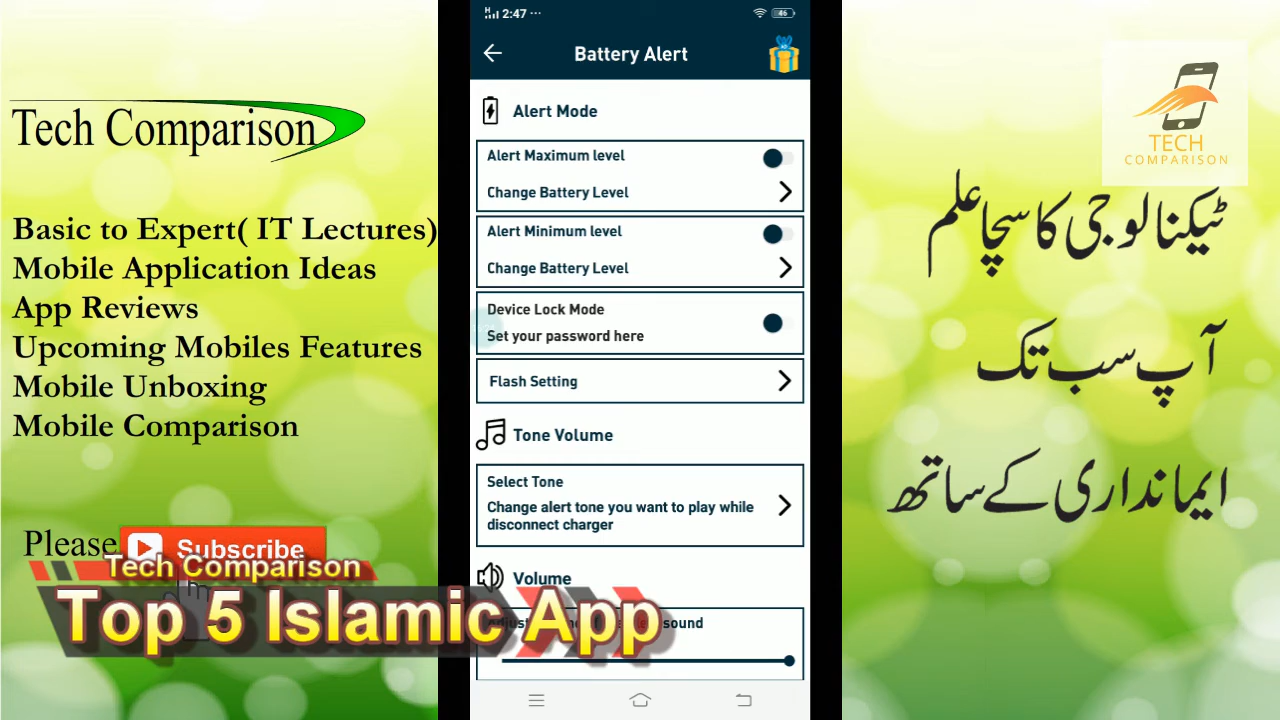 Tech Comparison
Basic to Expert( IT Lectures)
Mobile Application Ideas
App Reviews
Upcoming Mobiles Features
Mobile Unboxing
Mobile Comparison
Please
Subscribe
Tech Comparison
Top 5 Islamic App
H 2:47 ···
86
Battery Alert
Alert Mode
Alert Maximum level
Change Battery Level
Alert Minimum level
Change Battery Level
Device Lock Mode
Set your password here
Flash Setting
Tone Volume
Select Tone
Change alert tone you want to play while
disconnect charger
Volume
sound
TECH
COMPARISON
ٹیکنالوجی کا سچا علم
آپ سب تک
ایمانداری کے ساتھ